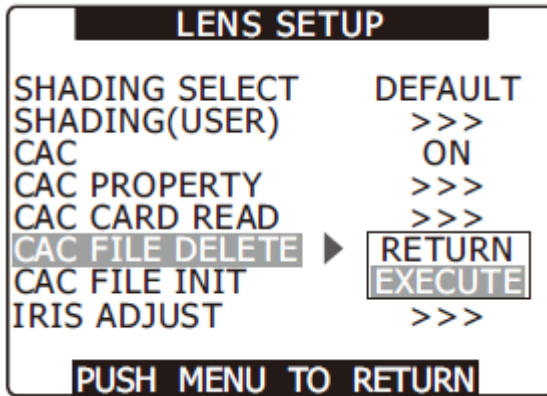 LENS SETUP
SHADING SELECT DEFAULT
SHADING(USER) >>>
CAC ON
CAC PROPERTY >>>
CAC CARD READ >>>
CAC FILE DELETE ▶ RETURN
CAC FILE INIT EXECUTE
IRIS ADJUST >>>
PUSH MENU TO RETURN